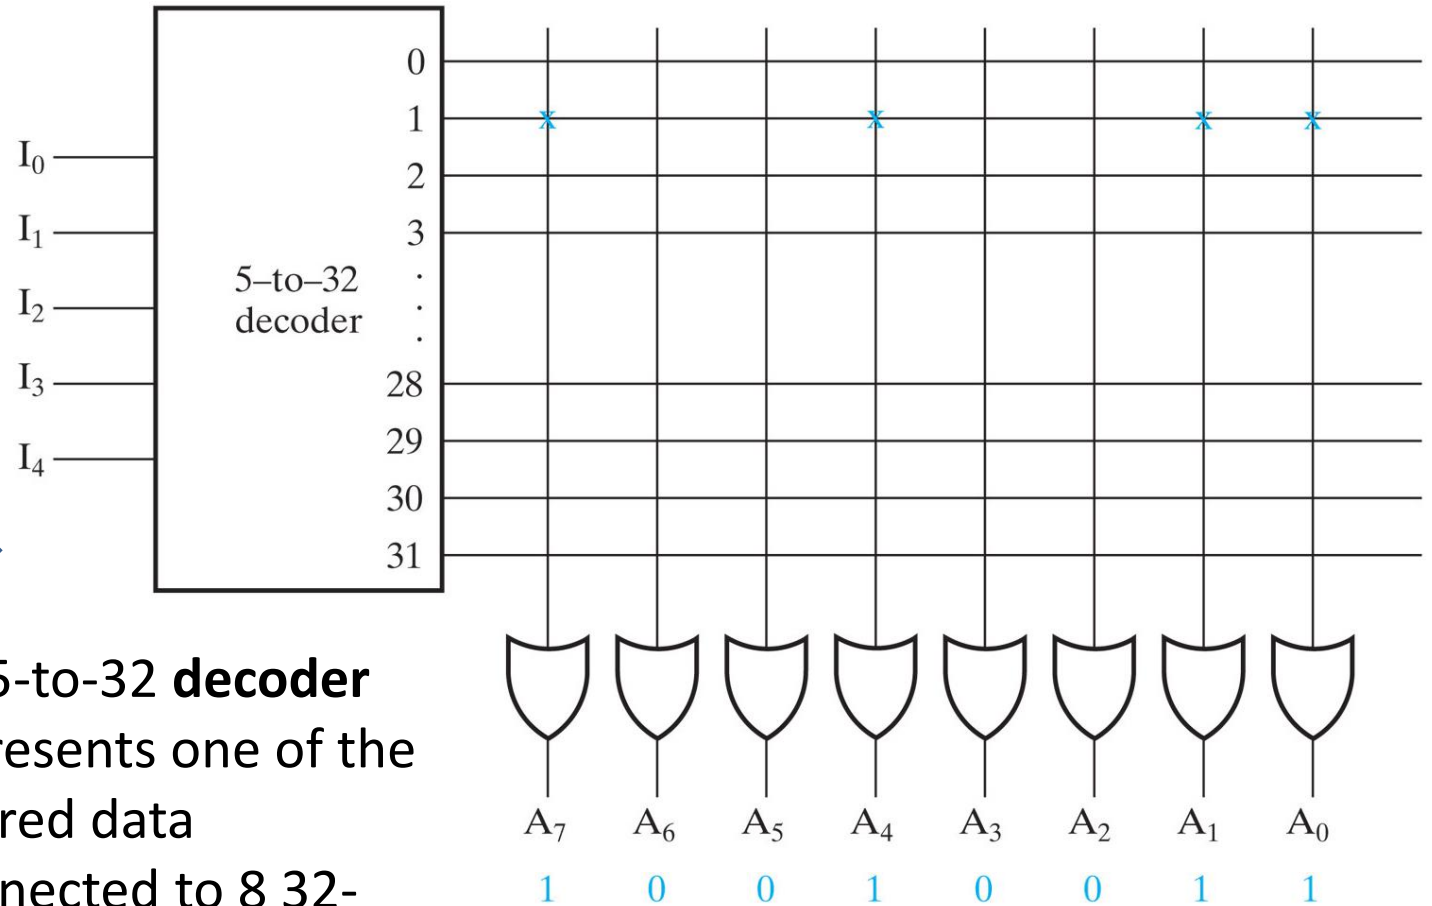 0
1
I0
2
I1
3
5–to–32
decoder
I2
28
I3
29
I4
30
31
5-to-32 decoder
resents one of the
red data
nected to 8 32-
A7 A6 A5 A4 A3 A2 A1 A0
1 0 0 1 0 0 1 1
x x x x